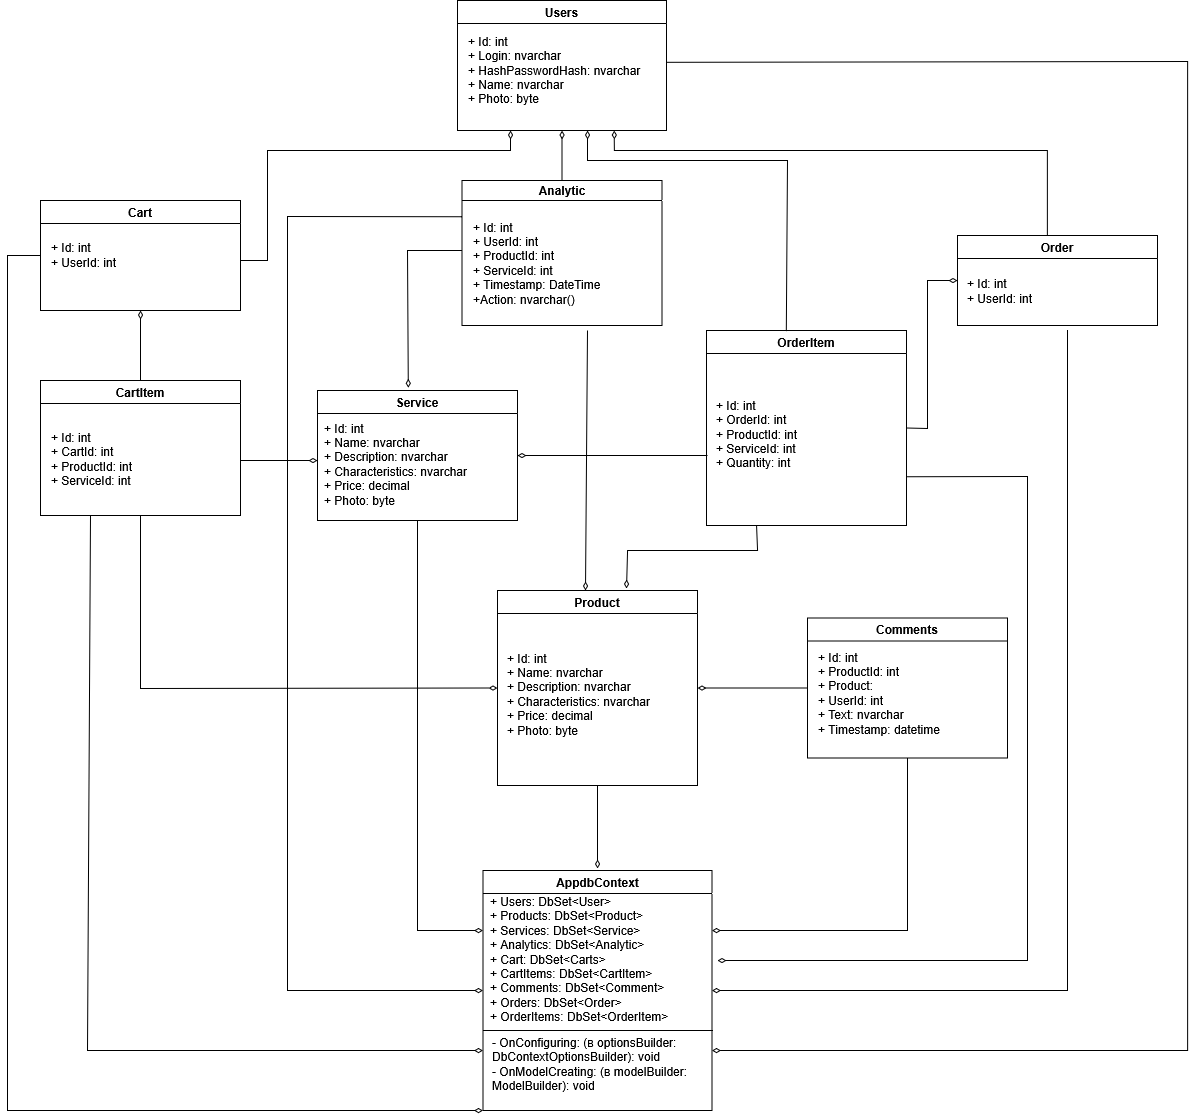 Users
+ Id: int
+ Login: nvarchar
+ HashPasswordHash: nvarchar
+ Name: nvarchar
+ Photo: byte
Analytic
+ Id: int
+ UserId: int
+ ProductId: int
+ ServiceId: int
+ Timestamp: DateTime
+Action: nvarchar()
Cart
+ Id: int
+ UserId: int
Order
+ Id: int
+ UserId: int
OrderItem
+ Id: int
+ OrderId: int
+ ProductId: int
+ ServiceId: int
+ Quantity: int
CartItem
+ Id: int
+ CartId: int
+ ProductId: int
+ ServiceId: int
Service
+ Id: int
+ Name: nvarchar
+ Description: nvarchar
+ Characteristics: nvarchar
+ Price: decimal
+ Photo: byte
Product
+ Id: int
+ Name: nvarchar
+ Description: nvarchar
+ Characteristics: nvarchar
+ Price: decimal
+ Photo: byte
Comments
+ Id: int
+ ProductId: int
+ Product:
+ UserId: int
+ Text: nvarchar
+ Timestamp: datetime
AppdbContext
+ Users: DbSet<User>
+ Products: DbSet<Product>
+ Services: DbSet<Service>
+ Analytics: DbSet<Analytic>
+ Cart: DbSet<Carts>
+ CartItems: DbSet<CartItem>
+ Comments: DbSet<Comment>
+ Orders: DbSet<Order>
+ OrderItems: DbSet<OrderItem>
- OnConfiguring: (в optionsBuilder:
DbContextOptionsBuilder): void
- OnModelCreating: (в modelBuilder:
ModelBuilder): void